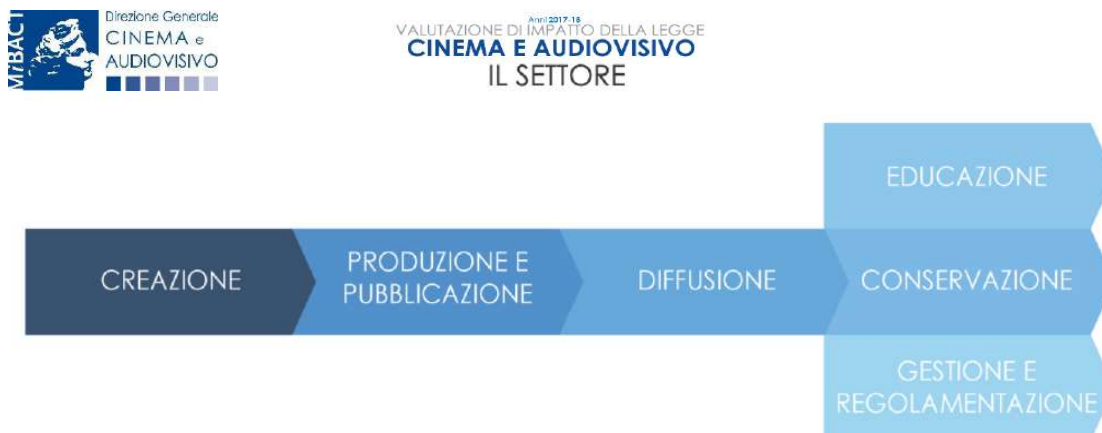 MiBACT
Direzione Generale
CINEMA e
AUDIOVISIVO
Anni 2017-18
VALUTAZIONE DI IMPATTO DELLA LEGGE
CINEMA E AUDIOVISIVO
IL SETTORE
EDUCAZIONE
CREAZIONE
PRODUZIONE E
PUBBLICAZIONE
DIFFUSIONE
CONSERVAZIONE
GESTIONE E
REGOLAMENTAZIONE